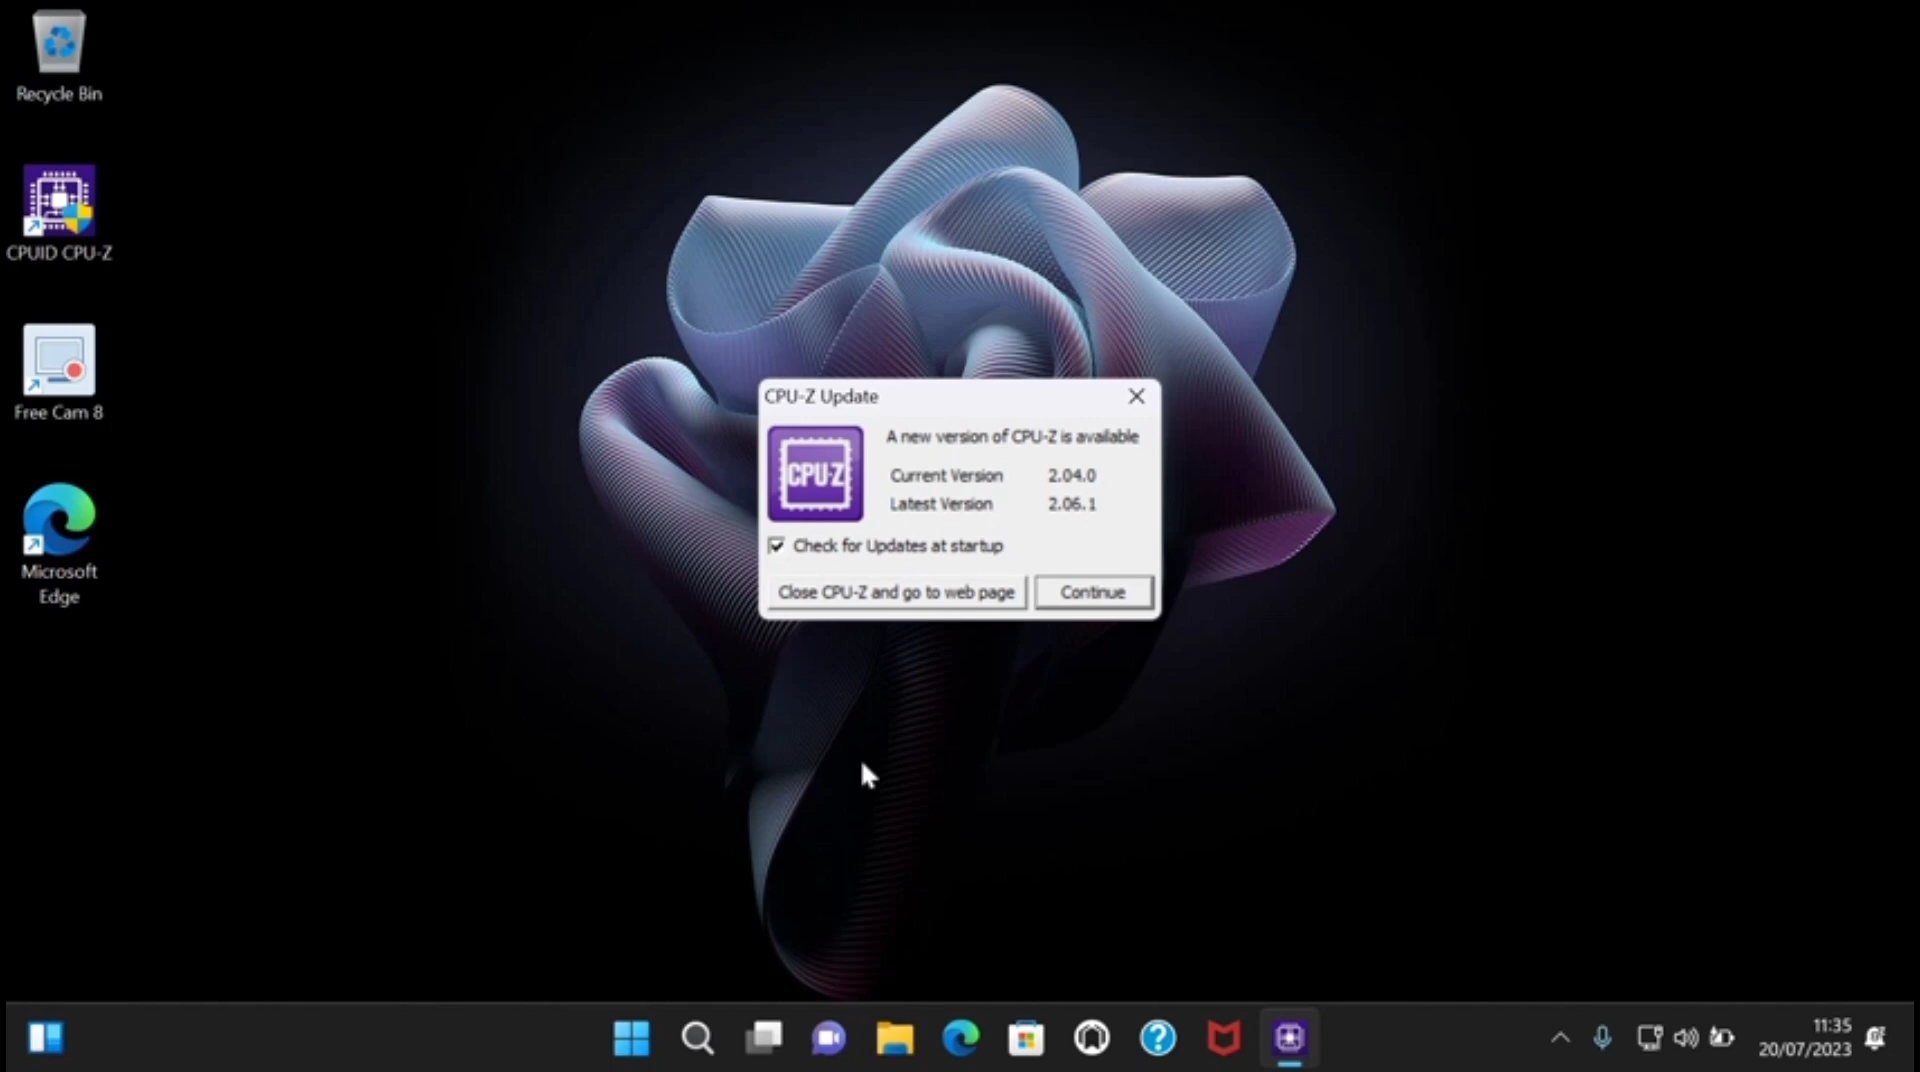 Recycle Bin
CPUID CPU-Z
Free Cam 8
Microsoft
Edge
CPU-Z Update
CPU-Z
A new version of CPU-Z is available
Current Version 2.04.0
Latest Version 2.06.1
Check for Updates at startup
Close CPU-Z and go to web page Continue
11:35
20/07/2023